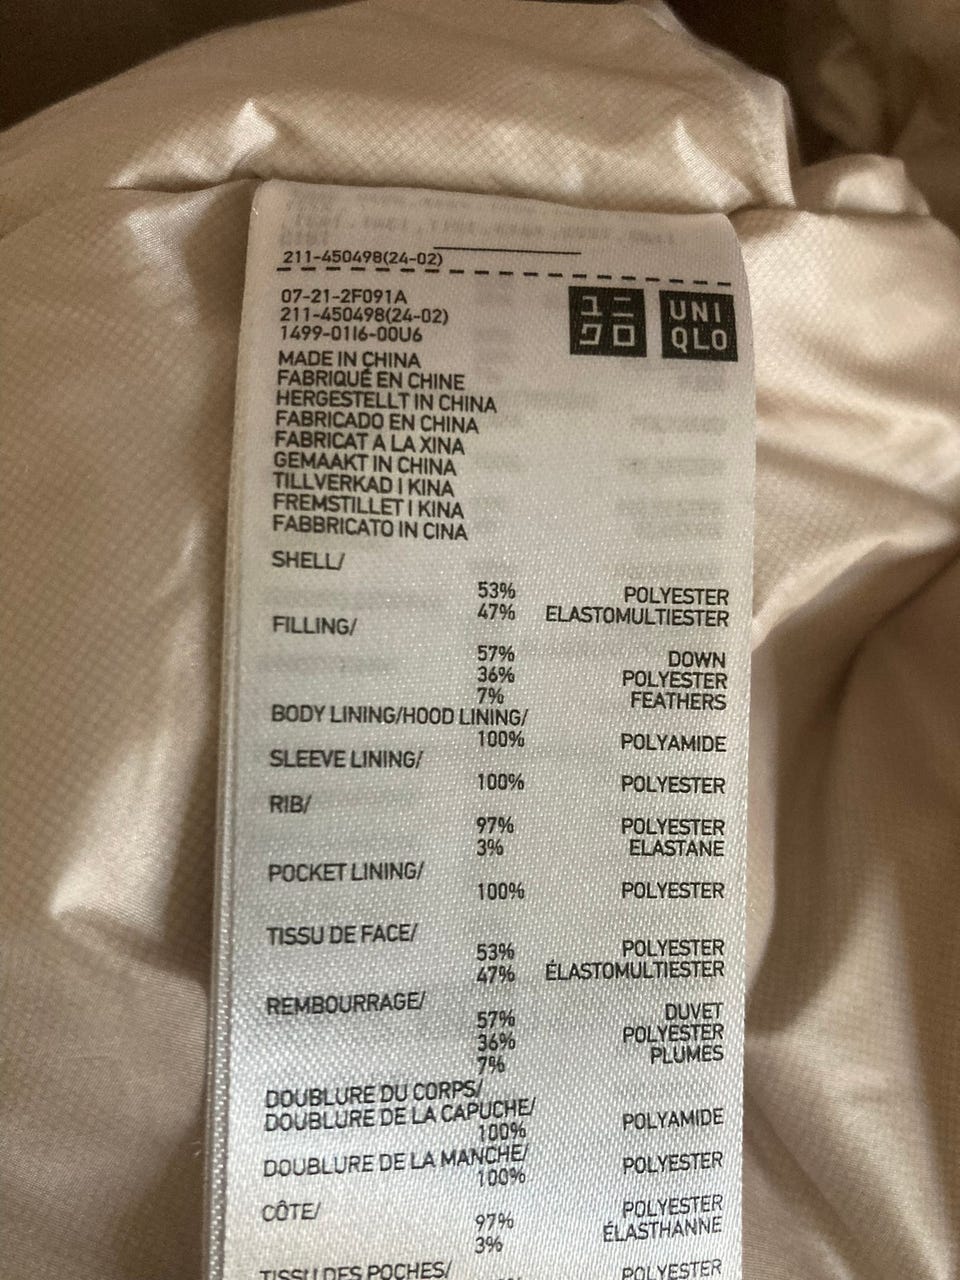 211-450498(24-02)
07-21-2F091A
211-450498(24-02)
1499-01I6-00U6
ユニ
クロ
UNI
QLO
MADE IN CHINA
FABRIQUÉ EN CHINE
HERGESTELLT IN CHINA
FABRICADO EN CHINA
FABRICAT A LA XINA
GEMAAKT IN CHINA
TILLVERKAD I KINA
FREMSTILLET I KINA
FABBRICATO IN CINA
SHELL/
53% POLYESTER
47% ELASTOMULTIESTER
FILLING/
57% DOWN
36% POLYESTER
7% FEATHERS
BODY LINING/HOOD LINING/
100% POLYAMIDE
SLEEVE LINING/
100% POLYESTER
RIB/
97% POLYESTER
3% ELASTANE
POCKET LINING/
100% POLYESTER
TISSU DE FACE/
53% POLYESTER
47% ÉLASTOMULTIESTER
REMBOURRAGE/
57% DUVET
36% POLYESTER
7% PLUMES
DOUBLURE DU CORPS/
DOUBLURE DE LA CAPUCHE/
100% POLYAMIDE
DOUBLURE DE LA MANCHE/
100% POLYESTER
CÔTE/
97% POLYESTER
3% ÉLASTHANNE
TISSU DES POCHES/
POLYESTER